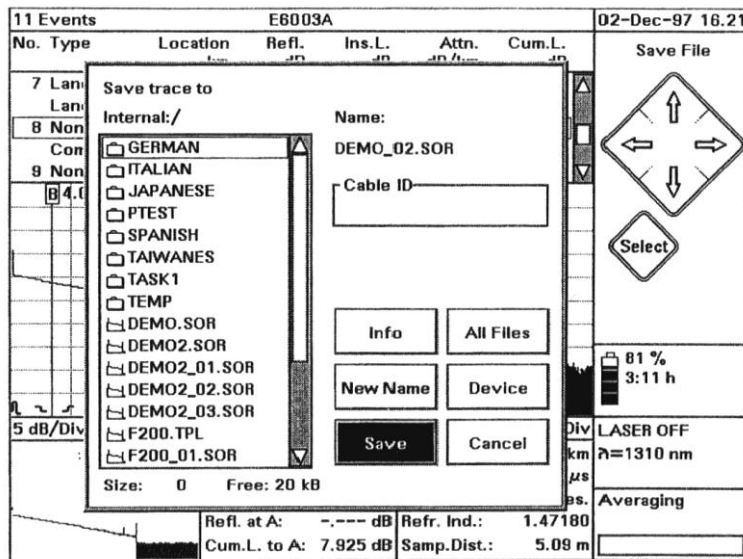 11 Events E6003A 02-Dec-97 16.21
No. Type Location Refl. Ins.L. Attn. Cum.L.
Save File
7 Lan
Lan
8 Non
Con
9 Non
B 4.0
Save trace to
Internal:/
GERMAN
ITALIAN
JAPANESE
PTEST
SPANISH
TAIWANES
TASK1
TEMP
DEMO.SOR
DEMO2.SOR
DEMO2_01.SOR
DEMO2_02.SOR
DEMO2_03.SOR
F200.TPL
F200_01.SOR
Size: 0 Free: 20 kB
Name:
DEMO_02.SOR
Cable ID
Info All Files
New Name Device
Save Cancel
Select
81 %
3:11 h
5 dB/Div
Div
km
µs
es.
LASER OFF
λ=1310 nm
Averaging
Refl. at A: -.--- dB Refr. Ind.: 1.47180
Cum.L. to A: 7.925 dB Samp.Dist.: 5.09 m